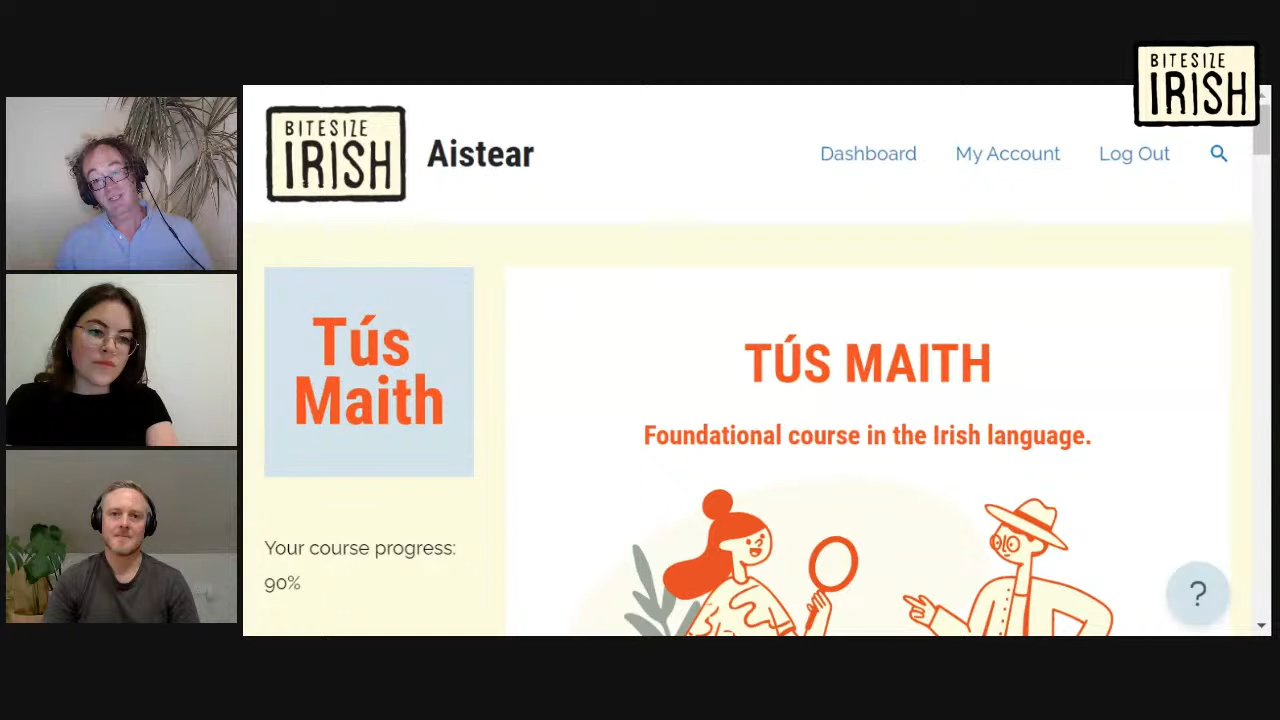 BITESIZE
IRISH
BITESIZE
IRISH
Aistear
Dashboard
My Account
Log Out
Tús
Maith
TÚS MAITH
Foundational course in the Irish language.
Your course progress:
90%
?